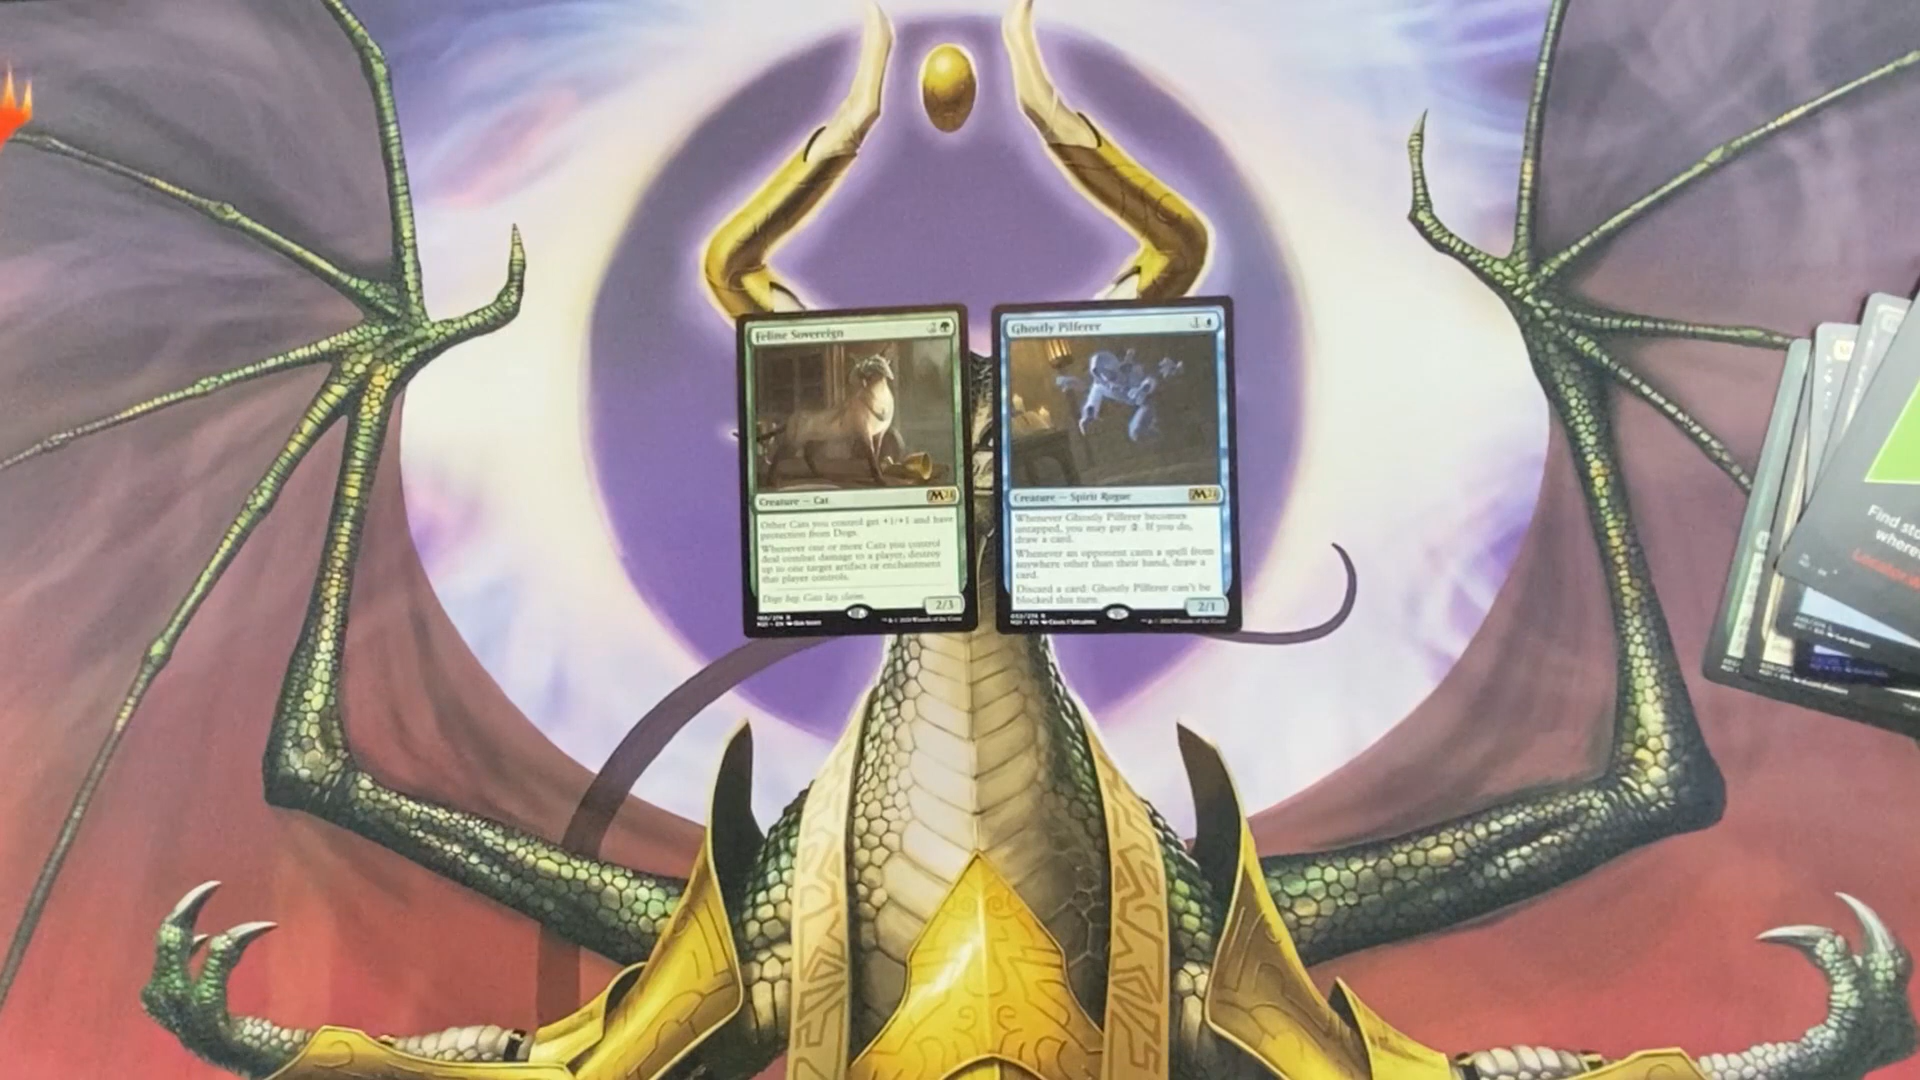 Feline Sovereign 2
Creature — Cat M21
Other Cats you control get +1/+1 and have
protection from Dogs.
Whenever one or more Cats you control
deal combat damage to a player, destroy
up to one target artifact or enchantment
that player controls.
Dogs beg. Cats lay claim.
2/3
Ghostly Pilferer 1
Creature — Spirit Rogue M21
Whenever Ghostly Pilferer becomes
untapped, you may pay 2. If you do,
draw a card.
Whenever an opponent casts a spell from
anywhere other than their hand, draw a
card.
Discard a card: Ghostly Pilferer can't be
blocked this turn.
2/1
Find